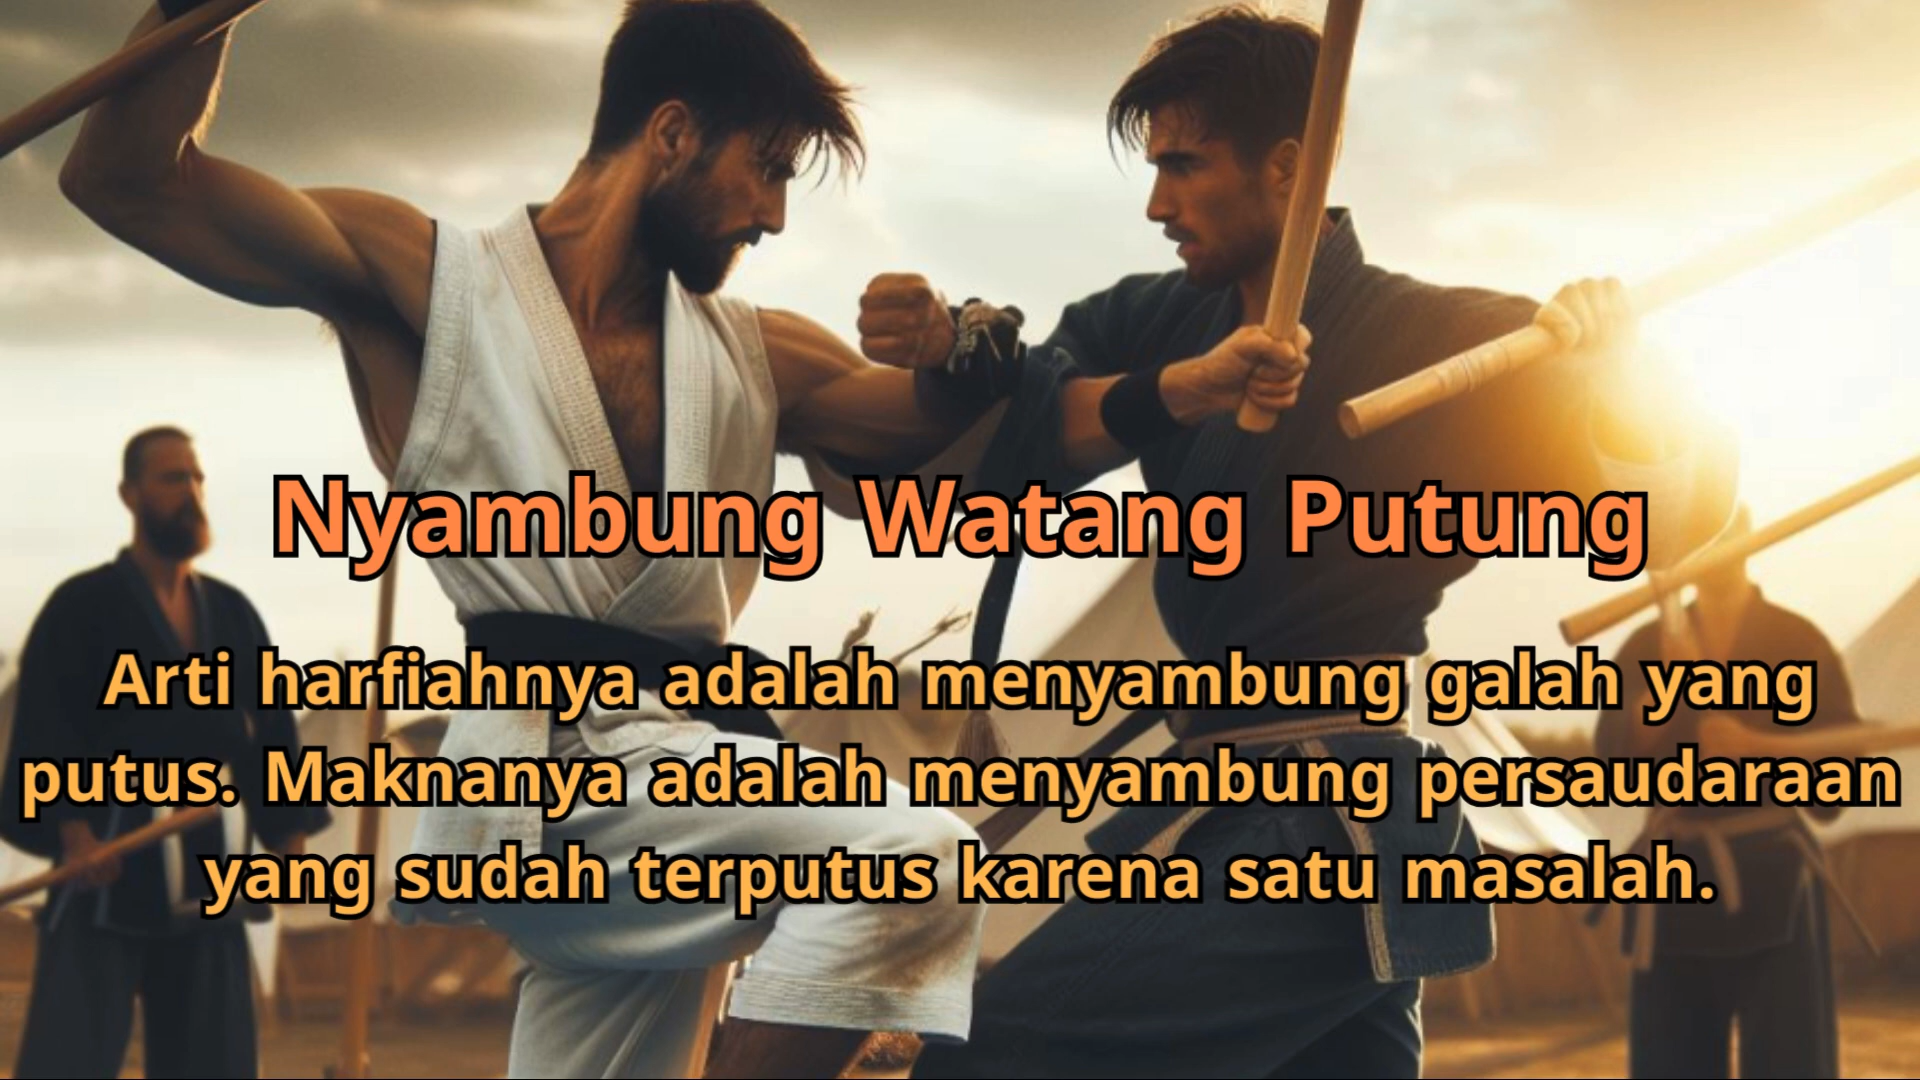 Nyambung Watang Putung
Arti harfiahnya adalah menyambung galah yang
putus. Maknanya adalah menyambung persaudaraan
yang sudah terputus karena satu masalah.